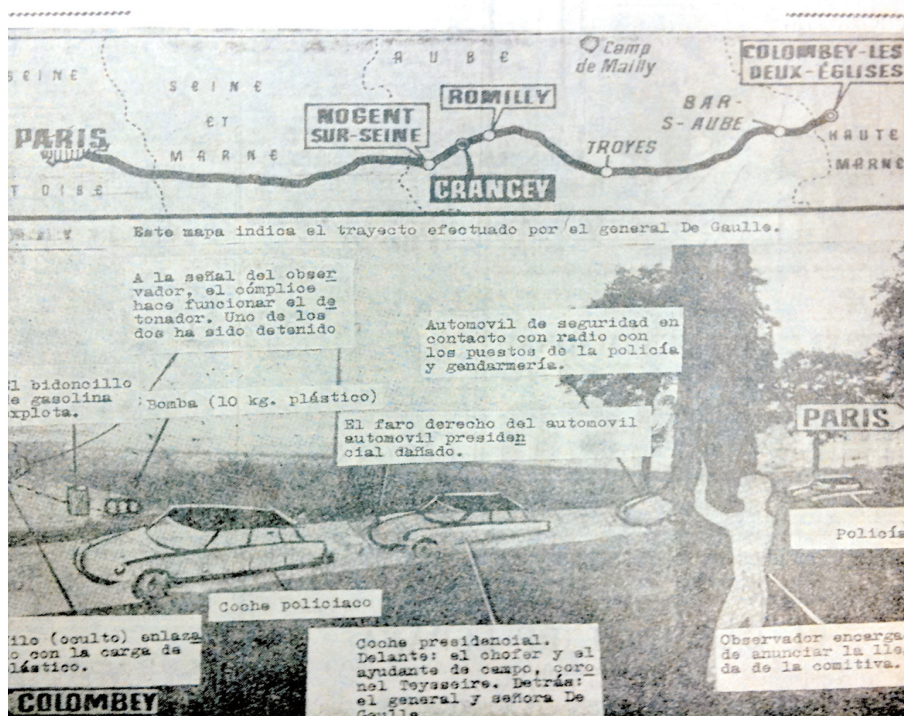 SEINE
SEINE
ET
MARNE
AUBE
Camp
de Mailly
COLOMBEY-LES
DEUX-ÉGLISES
PARIS
NOGENT
SUR-SEINE
ROMILLY
BAR-
S-AUBE
TROYES
CRANCEY
HAUTE
MARNE
T OISE
Este mapa indica el trayecto efectuado por el general De Gaulle.
A la señal del obser
vador, el cómplice
hace funcionar el de
tonador. Uno de los
dos ha sido detenido
Automovil de seguridad en
contacto con radio con
los puestos de la policía
y gendarmería.
El bidoncillo
de gasolina
explota.
Bomba (10 kg. plástico)
El faro derecho del automovil
automovil presiden
cial dañado.
PARIS
Policía
Coche policiaco
ilo (oculto) enlaza
o con la carga de
lástico.
Coche presidencial.
Delante: el chofer y el
ayudante de campo, coro
nel Teysseire. Detrás:
el general y señora De
Gaulle
Observador encarga
de anunciar la lle
da de la comitiva.
COLOMBEY